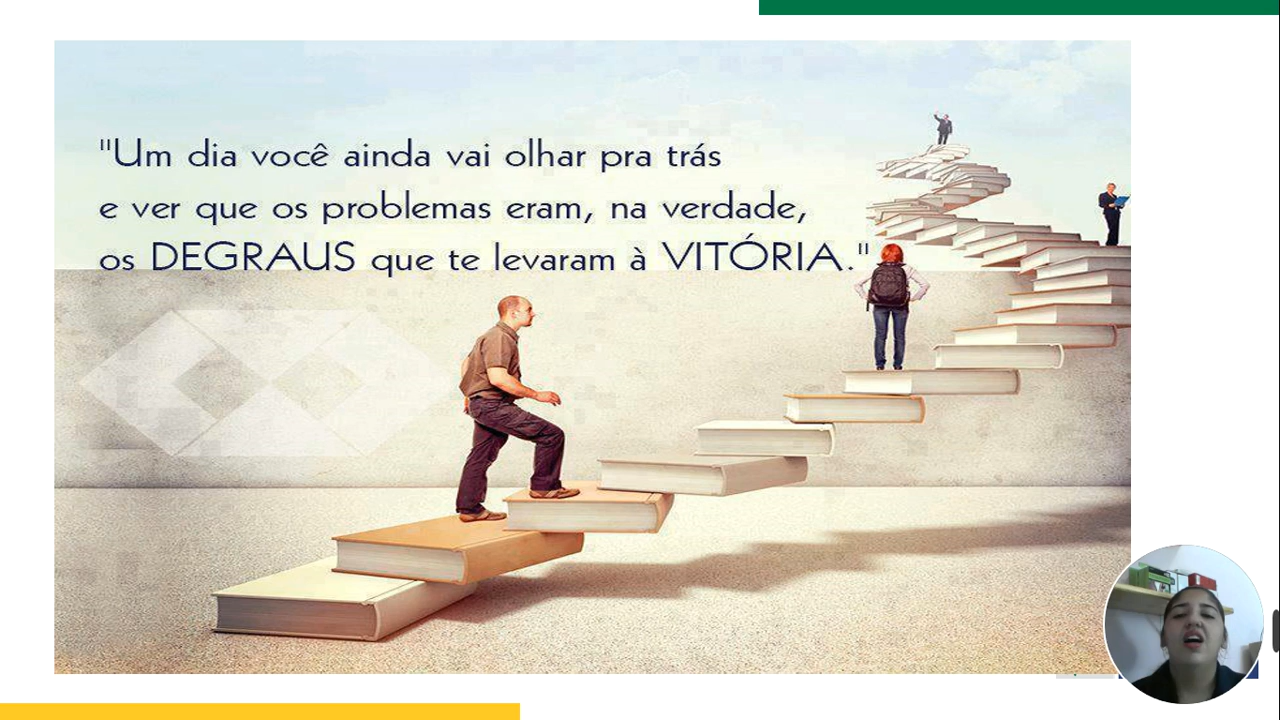 "Um dia você ainda vai olhar pra trás
e ver que os problemas eram, na verdade,
os DEGRAUS que te levaram à VITÓRIA."